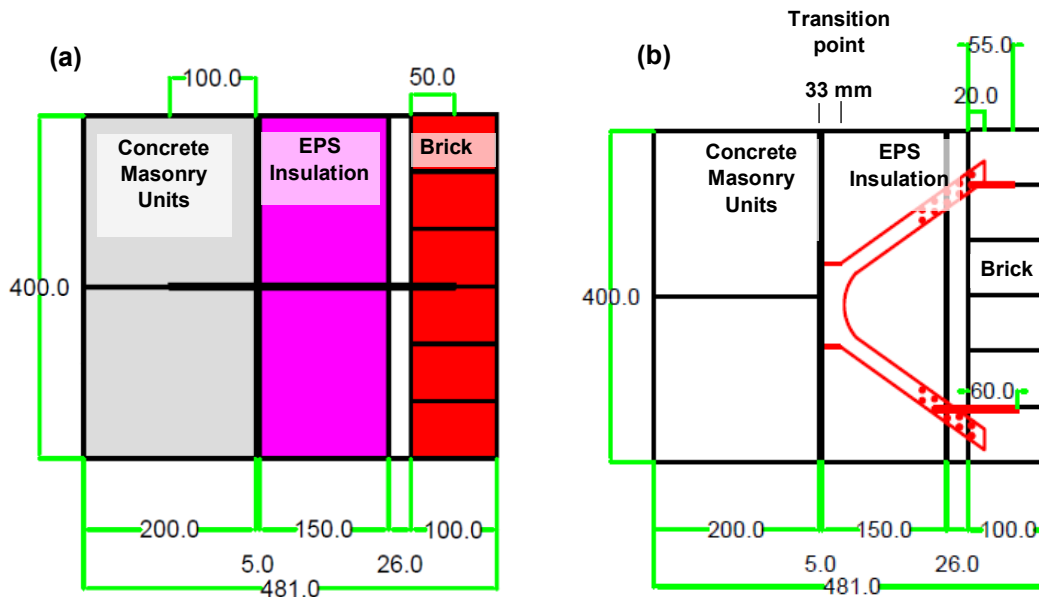 (a)
100.0
50.0
Concrete
Masonry
Units
EPS
Insulation
Brick
400.0
200.0
150.0
100.0
5.0
26.0
481.0
(b)
Transition
point
33 mm
55.0
20.0
Concrete
Masonry
Units
EPS
Insulation
Brick
400.0
60.0
200.0
150.0
100.0
5.0
26.0
481.0